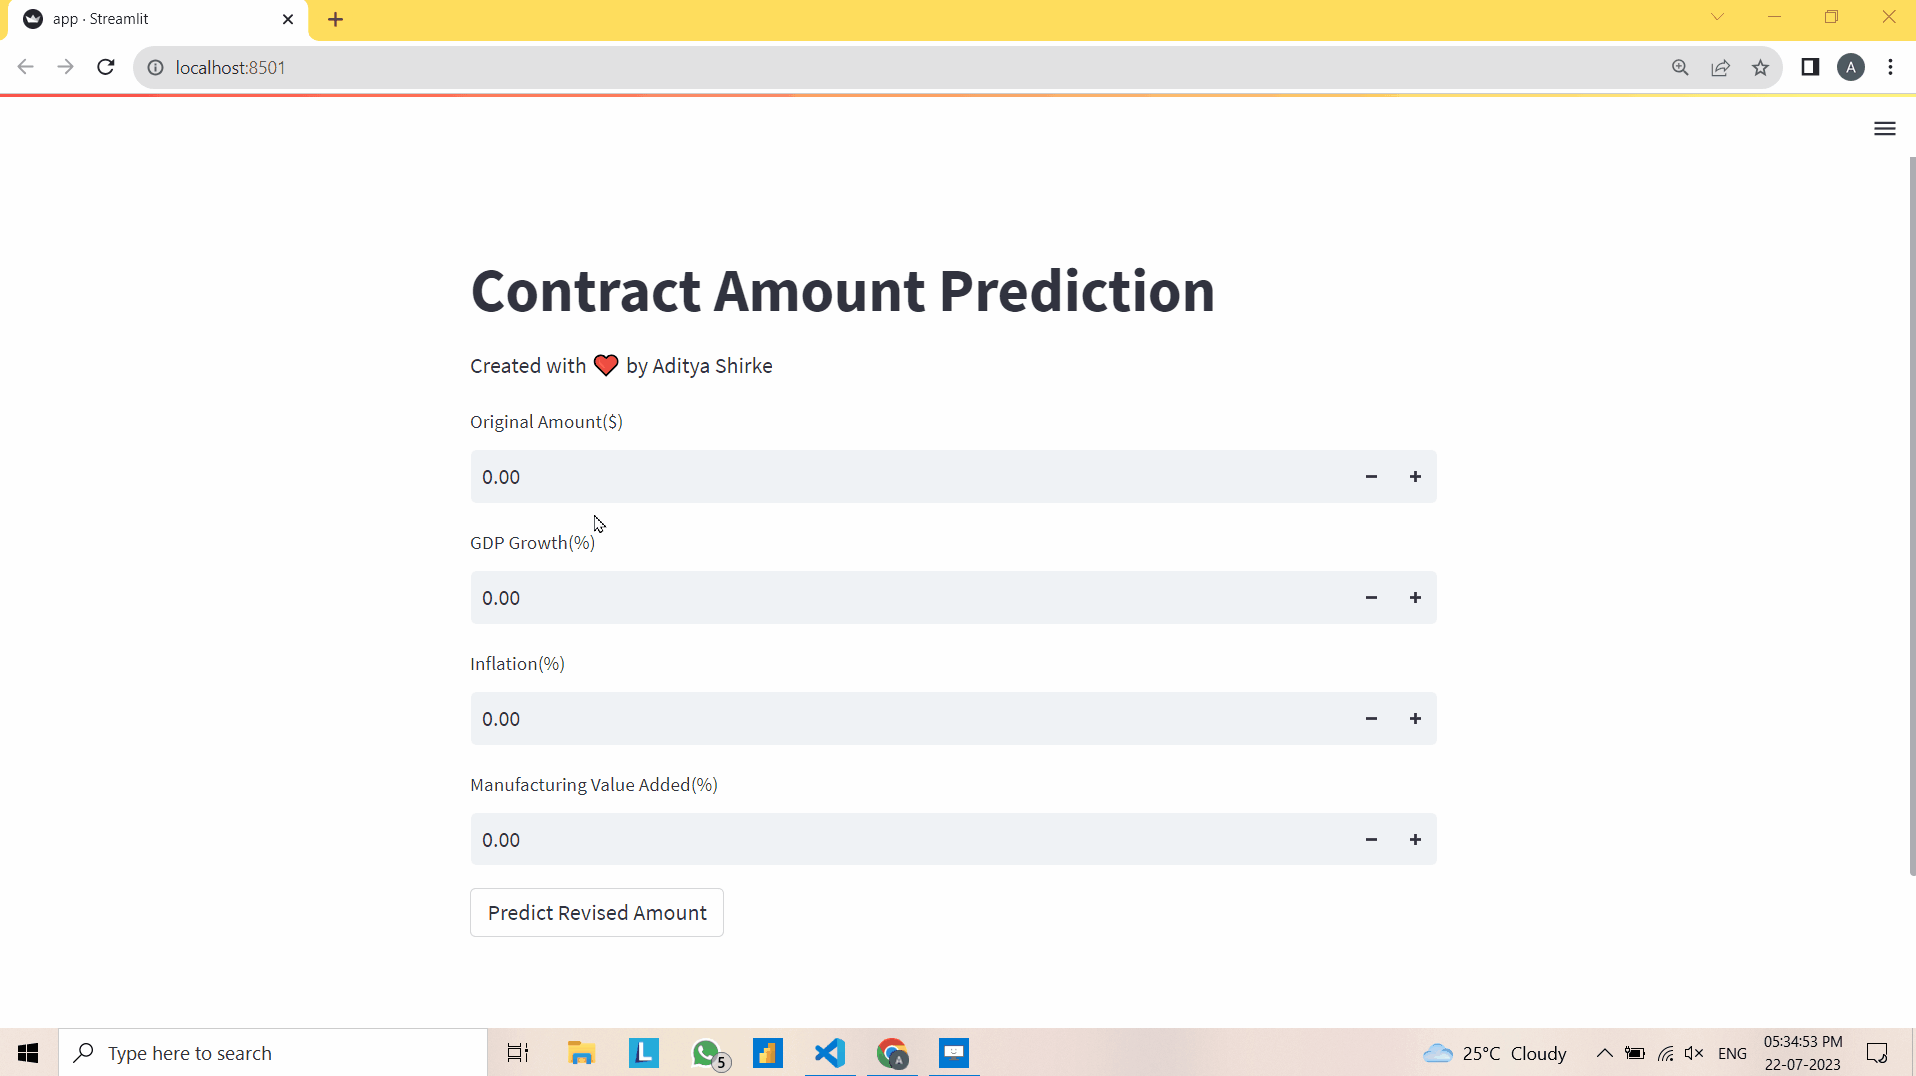 app · Streamlit
localhost:8501
A
Contract Amount Prediction
Created with ❤ by Aditya Shirke
Original Amount($)
0.00
GDP Growth(%)
0.00
Inflation(%)
0.00
Manufacturing Value Added(%)
0.00
Predict Revised Amount
Type here to search
L
5
A
25°C Cloudy
ENG
05:34:53 PM
22-07-2023